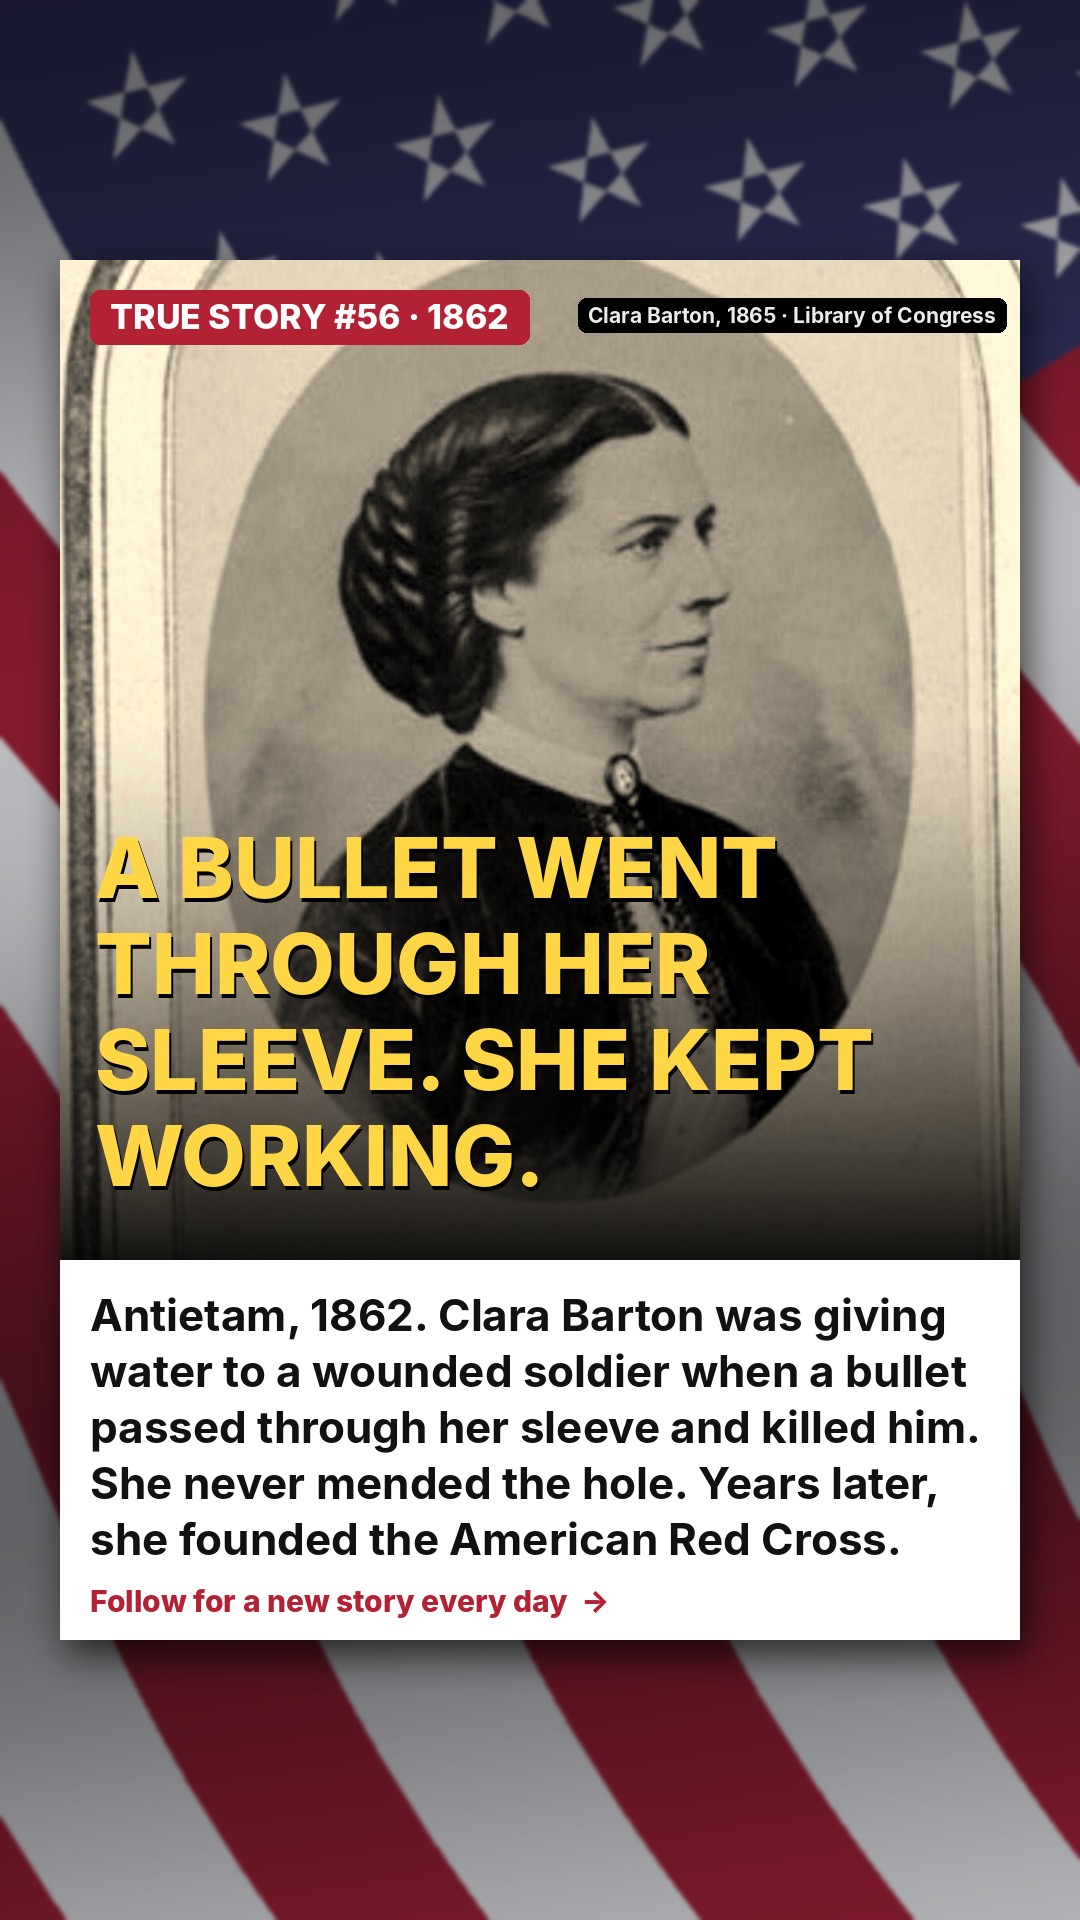 TRUE STORY #56 · 1862
Clara Barton, 1865 · Library of Congress
A BULLET WENT
THROUGH HER
SLEEVE. SHE KEPT
WORKING.
Antietam, 1862. Clara Barton was giving
water to a wounded soldier when a bullet
passed through her sleeve and killed him.
She never mended the hole. Years later,
she founded the American Red Cross.
Follow for a new story every day →